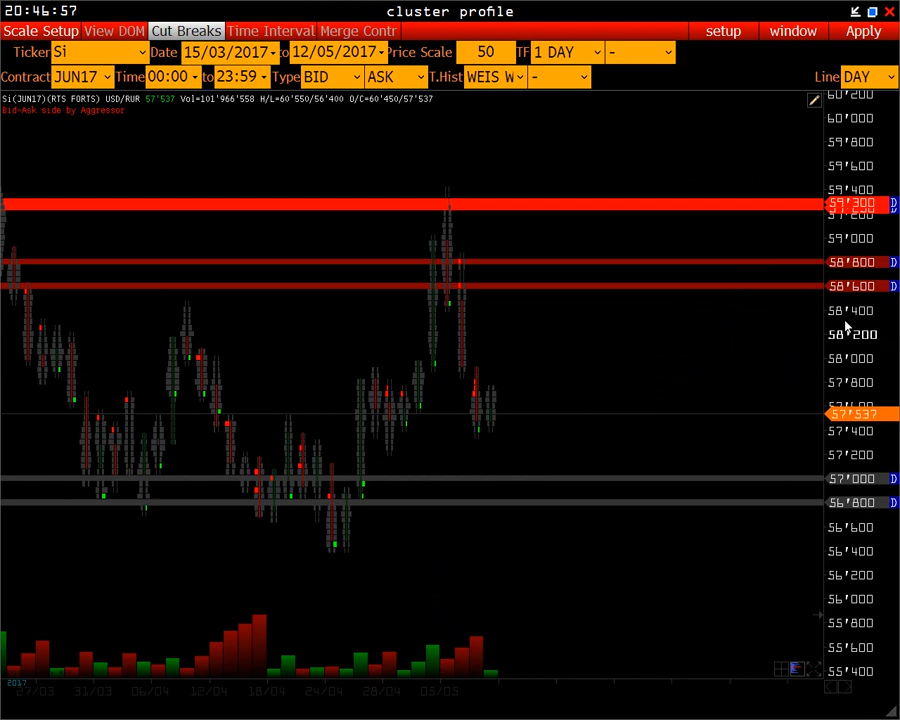 20:46:57 cluster profile
Scale Setup View DOM Cut Breaks Time Interval Merge Contr setup window Apply
Ticker Si Date 15/03/2017 to 12/05/2017 Price Scale 50 TF 1 DAY -
Contract JUN17 Time 00:00 to 23:59 Type BID ASK T.Hist WEIS W - Line DAY
Si(JUN17)(RTS FORTS) USD/RUR 57'537 Vol=101'966'558 H/L=60'550/56'400 O/C=60'450/57'537
Bid-Ask side by Aggressor
60'200
60'000
59'800
59'600
59'400
59'300 D
59'200
59'000
58'800 D
58'600 D
58'400
58'200
58'000
57'800
57'537
57'400
57'200
57'000 D
56'800 D
56'600
56'400
56'200
56'000
55'800
55'600
55'400
2017
27/03 31/03 06/04 12/04 18/04 24/04 28/04 05/05